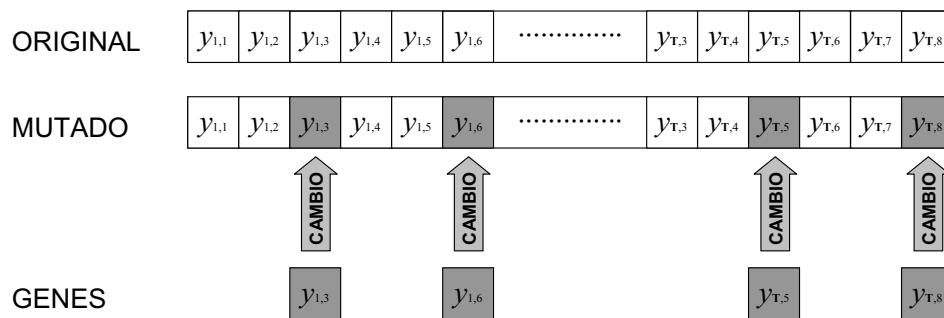 ORIGINAL y1,1 y1,2 y1,3 y1,4 y1,5 y1,6 ............... yT,3 yT,4 yT,5 yT,6 yT,7 yT,8
MUTADO y1,1 y1,2 y1,3 y1,4 y1,5 y1,6 ............... yT,3 yT,4 yT,5 yT,6 yT,7 yT,8
CAMBIO CAMBIO CAMBIO CAMBIO
GENES y1,3 y1,6 yT,5 yT,8